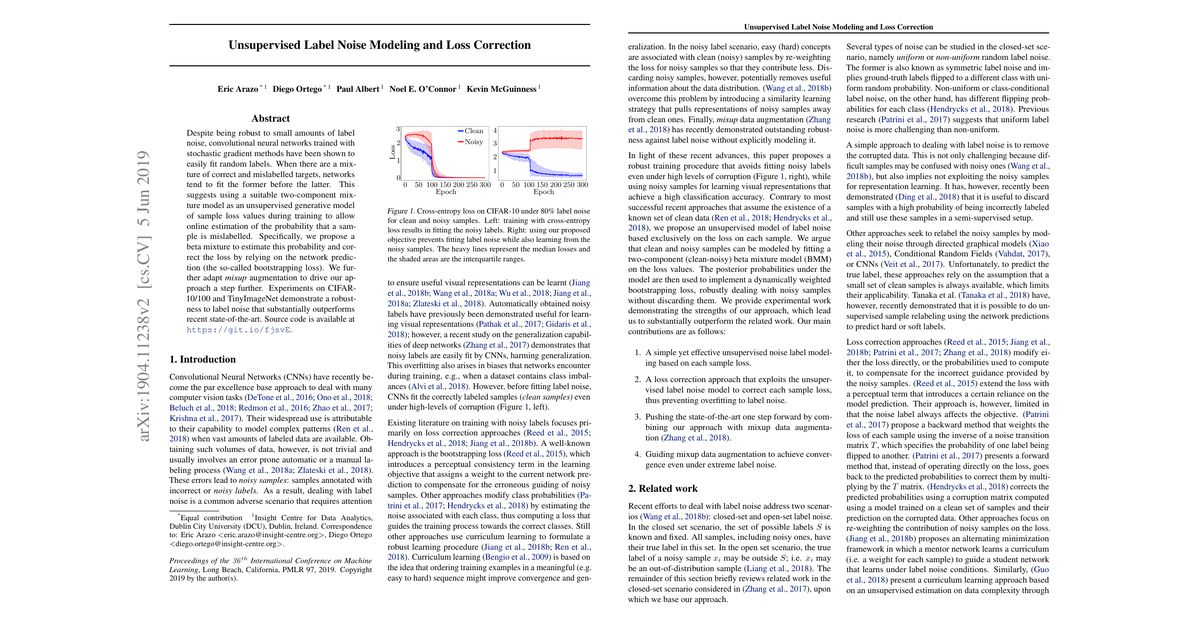 arXiv:1904.11238v2 [cs.CV] 5 Jun 2019
Unsupervised Label Noise Modeling and Loss Correction
Eric Arazo * 1 Diego Ortego * 1 Paul Albert 1 Noel E. O'Connor 1 Kevin McGuinness 1
Abstract
Despite being robust to small amounts of label
noise, convolutional neural networks trained with
stochastic gradient methods have been shown to
easily fit random labels. When there are a mix-
ture of correct and mislabelled targets, networks
tend to fit the former before the latter. This
suggests using a suitable two-component mix-
ture model as an unsupervised generative model
of sample loss values during training to allow
online estimation of the probability that a sam-
ple is mislabelled. Specifically, we propose a
beta mixture to estimate this probability and cor-
rect the loss by relying on the network predic-
tion (the so-called bootstrapping loss). We fur-
ther adapt mixup augmentation to drive our ap-
proach a step further. Experiments on CIFAR-
10/100 and TinyImageNet demonstrate a robust-
ness to label noise that substantially outperforms
recent state-of-the-art. Source code is available at
https://git.io/fjsvE.
1. Introduction
Convolutional Neural Networks (CNNs) have recently be-
come the par excellence base approach to deal with many
computer vision tasks (DeTone et al., 2016; Ono et al., 2018;
Beluch et al., 2018; Redmon et al., 2016; Zhao et al., 2017;
Krishna et al., 2017). Their widespread use is attributable
to their capability to model complex patterns (Ren et al.,
2018) when vast amounts of labeled data are available. Ob-
taining such volumes of data, however, is not trivial and
usually involves an error prone automatic or a manual la-
beling process (Wang et al., 2018a; Zlateski et al., 2018).
These errors lead to noisy samples: samples annotated with
incorrect or noisy labels. As a result, dealing with label
noise is a common adverse scenario that requires attention
*Equal contribution 1Insight Centre for Data Analytics,
Dublin City University (DCU), Dublin, Ireland. Correspondence
to: Eric Arazo <eric.arazo@insight-centre.org>, Diego Ortego
<diego.ortego@insight-centre.org>.
Proceedings of the 36th International Conference on Machine
Learning, Long Beach, California, PMLR 97, 2019. Copyright
2019 by the author(s).
Clean
Noisy
Loss
3
2
1
0
0 50 100 150 200 250 300
Epoch
4
3
2
1
0 50 100 150 200 250 300
Epoch
Figure 1. Cross-entropy loss on CIFAR-10 under 80% label noise
for clean and noisy samples. Left: training with cross-entropy
loss results in fitting the noisy labels. Right: using our proposed
objective prevents fitting label noise while also learning from the
noisy samples. The heavy lines represent the median losses and
the shaded areas are the interquartile ranges.
to ensure useful visual representations can be learnt (Jiang
et al., 2018b; Wang et al., 2018a; Wu et al., 2018; Jiang et al.,
2018a; Zlateski et al., 2018). Automatically obtained noisy
labels have previously been demonstrated useful for learn-
ing visual representations (Pathak et al., 2017; Gidaris et al.,
2018); however, a recent study on the generalization capabili-
ties of deep networks (Zhang et al., 2017) demonstrates that
noisy labels are easily fit by CNNs, harming generalization.
This overfitting also arises in biases that networks encounter
during training, e.g., when a dataset contains class imbal-
ances (Alvi et al., 2018). However, before fitting label noise,
CNNs fit the correctly labeled samples (clean samples) even
under high-levels of corruption (Figure 1, left).
Existing literature on training with noisy labels focuses
primarily on loss correction approaches (Reed et al., 2015;
Hendrycks et al., 2018; Jiang et al., 2018b). A well-known
approach is the bootstrapping loss (Reed et al., 2015), which
introduces a perceptual consistency term in the learning
objective that assigns a weight to the current network pred-
iction to compensate for the erroneous guiding of noisy
samples. Other approaches modify class probabilities (Pa-
trini et al., 2017; Hendrycks et al., 2018) by estimating the
noise associated with each class, thus computing a loss that
guides the training process towards the correct classes. Still
other approaches use curriculum learning to formulate a
robust learning procedure (Jiang et al., 2018b; Ren et al.,
2018). Curriculum learning (Bengio et al., 2009) is based on
the idea that ordering training examples in a meaningful (e.g.
easy to hard) sequence might improve convergence and gen-
Unsupervised Label Noise Modeling and Loss Correction
eralization. In the noisy label scenario, easy (hard) concepts
are associated with clean (noisy) samples by re-weighting
the loss for noisy samples so that they contribute less. Dis-
carding noisy samples, however, potentially removes useful
information about the data distribution. (Wang et al., 2018b)
overcome this problem by introducing a similarity learning
strategy that pulls representations of noisy samples away
from clean ones. Finally, mixup data augmentation (Zhang
et al., 2018) has recently demonstrated outstanding robust-
ness against label noise without explicitly modeling it.
In light of these recent advances, this paper proposes a
robust training procedure that avoids fitting noisy labels
even under high levels of corruption (Figure 1, right), while
using noisy samples for learning visual representations that
achieve a high classification accuracy. Contrary to most
successful recent approaches that assume the existence of a
known set of clean data (Ren et al., 2018; Hendrycks et al.,
2018), we propose an unsupervised model of label noise
based exclusively on the loss on each sample. We argue
that clean and noisy samples can be modeled by fitting a
two-component (clean-noisy) beta mixture model (BMM)
on the loss values. The posterior probabilities under the
model are then used to implement a dynamically weighted
bootstrapping loss, robustly dealing with noisy samples
without discarding them. We provide experimental work
demonstrating the strengths of our approach, which lead
us to substantially outperform the related work. Our main
contributions are as follows:
1. A simple yet effective unsupervised noise label model-
ing based on each sample loss.
2. A loss correction approach that exploits the unsuper-
vised label noise model to correct each sample loss,
thus preventing overfitting to label noise.
3. Pushing the state-of-the-art one step forward by com-
bining our approach with mixup data augmenta-
tion (Zhang et al., 2018).
4. Guiding mixup data augmentation to achieve conver-
gence even under extreme label noise.
2. Related work
Recent efforts to deal with label noise address two scenar-
ios (Wang et al., 2018b): closed-set and open-set label noise.
In the closed set scenario, the set of possible labels S is
known and fixed. All samples, including noisy ones, have
their true label in this set. In the open set scenario, the true
label of a noisy sample xi may be outside S; i.e. xi may
be an out-of-distribution sample (Liang et al., 2018). The
remainder of this section briefly reviews related work in the
closed-set scenario considered in (Zhang et al., 2017), upon
which we base our approach.
Several types of noise can be studied in the closed-set sce-
nario, namely uniform or non-uniform random label noise.
The former is also known as symmetric label noise and im-
plies ground-truth labels flipped to a different class with uni-
form random probability. Non-uniform or class-conditional
label noise, on the other hand, has different flipping prob-
abilities for each class (Hendrycks et al., 2018). Previous
research (Patrini et al., 2017) suggests that uniform label
noise is more challenging than non-uniform.
A simple approach to dealing with label noise is to remove
the corrupted data. This is not only challenging because dif-
ficult samples may be confused with noisy ones (Wang et al.,
2018b), but also implies not exploiting the noisy samples
for representation learning. It has, however, recently been
demonstrated (Ding et al., 2018) that it is useful to discard
samples with a high probability of being incorrectly labeled
and still use these samples in a semi-supervised setup.
Other approaches seek to relabel the noisy samples by mo-
deling their noise through directed graphical models (Xiao
et al., 2015), Conditional Random Fields (Vahdat, 2017),
or CNNs (Veit et al., 2017). Unfortunately, to predict the
true label, these approaches rely on the assumption that a
small set of clean samples is always available, which limits
their applicability. Tanaka et al. (Tanaka et al., 2018) have,
however, recently demonstrated that it is possible to do un-
supervised sample relabeling using the network predictions
to predict hard or soft labels.
Loss correction approaches (Reed et al., 2015; Jiang et al.,
2018b; Patrini et al., 2017; Zhang et al., 2018) modify ei-
ther the loss directly, or the probabilities used to compute
it, to compensate for the incorrect guidance provided by
the noisy samples. (Reed et al., 2015) extend the loss with
a perceptual term that introduces a certain reliance on the
model prediction. Their approach is, however, limited in
that the noise label always affects the objective. (Patrini
et al., 2017) propose a backward method that weights the
loss of each sample using the inverse of a noise transition
matrix T, which specifies the probability of one label being
flipped to another. (Patrini et al., 2017) presents a forward
method that, instead of operating directly on the loss, goes
back to the predicted probabilities to correct them by multi-
plying by the T matrix. (Hendrycks et al., 2018) corrects the
predicted probabilities using a corruption matrix computed
using a model trained on a clean set of samples and their
prediction on the corrupted data. Other approaches focus on
re-weighting the contribution of noisy samples on the loss.
(Jiang et al., 2018b) proposes an alternating minimization
framework in which a mentor network learns a curriculum
(i.e. a weight for each sample) to guide a student network
that learns under label noise conditions. Similarly, (Guo
et al., 2018) present a curriculum learning approach based
on an unsupervised estimation on data complexity through